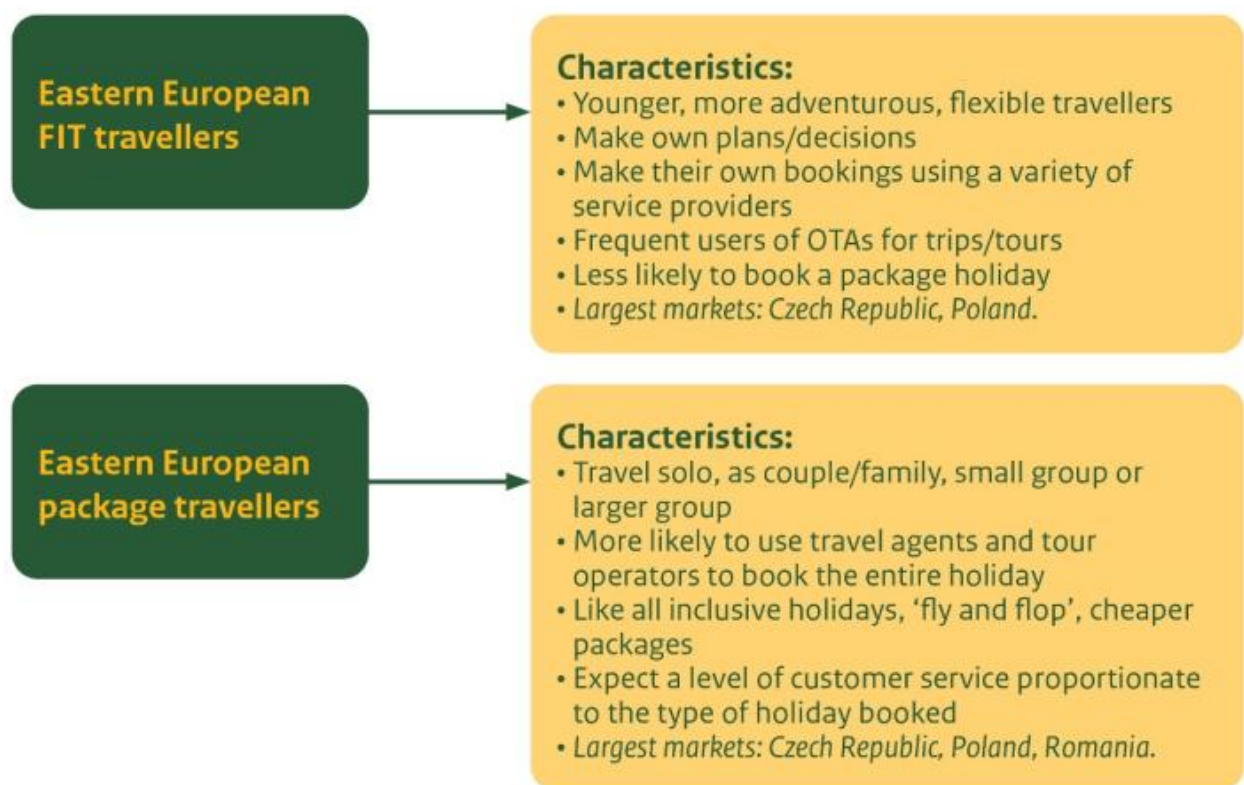 Eastern European
FIT travellers
Characteristics:
• Younger, more adventurous, flexible travellers
• Make own plans/decisions
• Make their own bookings using a variety of
service providers
• Frequent users of OTAs for trips/tours
• Less likely to book a package holiday
• Largest markets: Czech Republic, Poland.
Eastern European
package travellers
Characteristics:
• Travel solo, as couple/family, small group or
larger group
• More likely to use travel agents and tour
operators to book the entire holiday
• Like all inclusive holidays, ‘fly and flop’, cheaper
packages
• Expect a level of customer service proportionate
to the type of holiday booked
• Largest markets: Czech Republic, Poland, Romania.